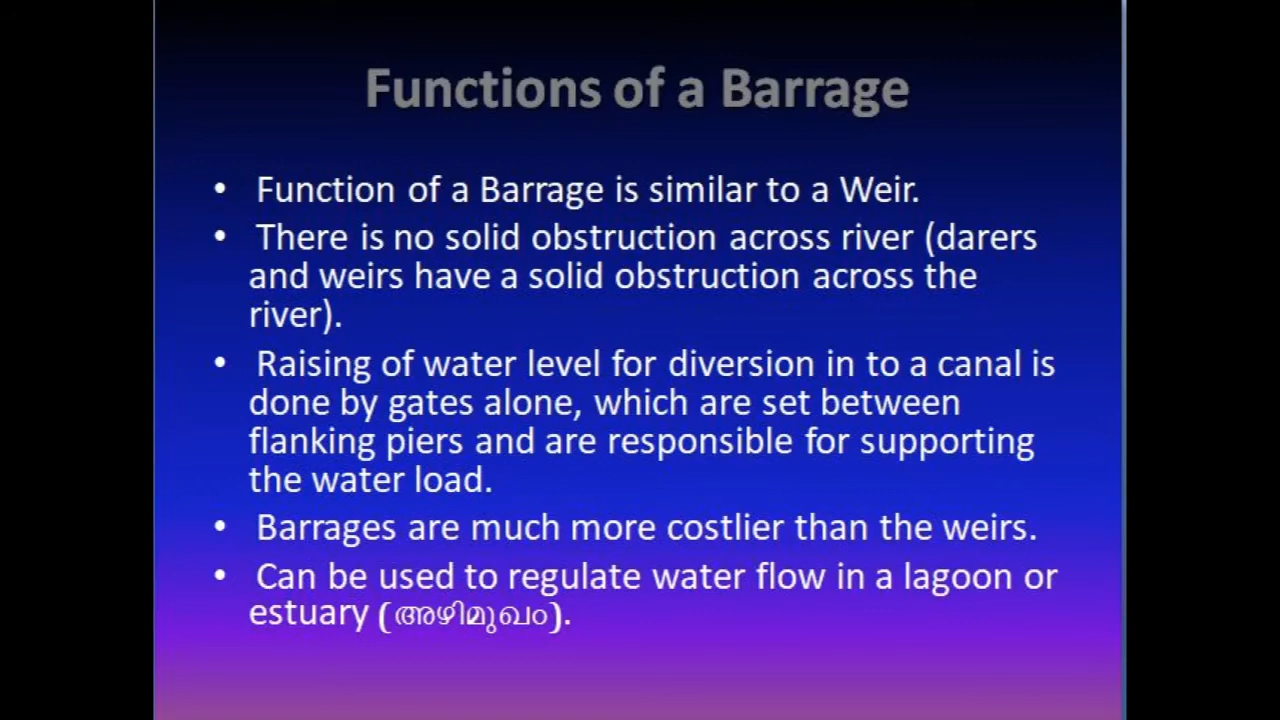 Functions of a Barrage
• Function of a Barrage is similar to a Weir.
• There is no solid obstruction across river (darers
and weirs have a solid obstruction across the
river).
• Raising of water level for diversion in to a canal is
done by gates alone, which are set between
flanking piers and are responsible for supporting
the water load.
• Barrages are much more costlier than the weirs.
• Can be used to regulate water flow in a lagoon or
estuary (അഴിമുഖം).